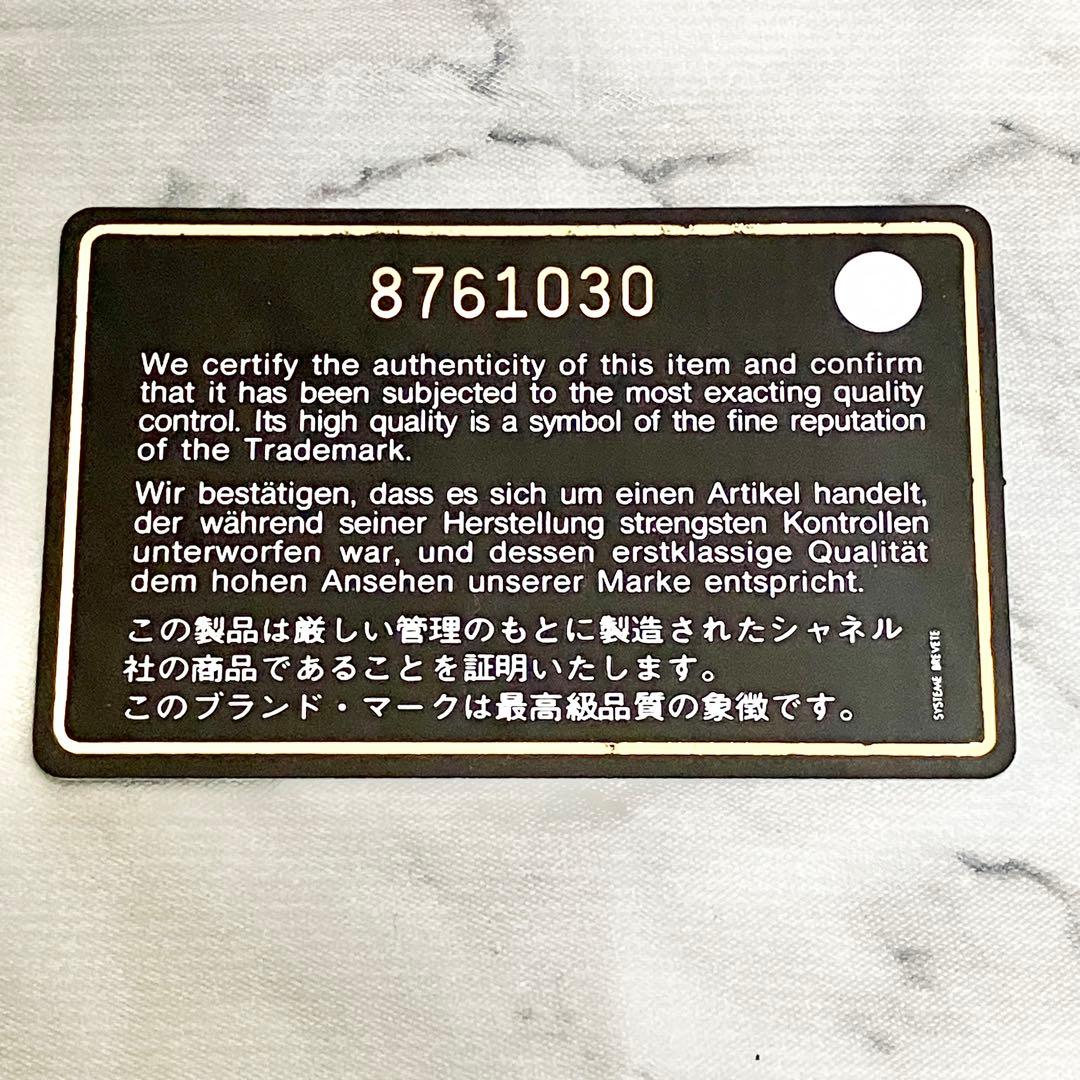 8761030
We certify the authenticity of this item and confirm
that it has been subjected to the most exacting quality
control. Its high quality is a symbol of the fine reputation
of the Trademark.
Wir bestätigen, dass es sich um einen Artikel handelt,
der während seiner Herstellung strengsten Kontrollen
unterworfen war, und dessen erstklassige Qualität
dem hohen Ansehen unserer Marke entspricht.
この製品は厳しい管理のもとに製造されたシャネル
社の商品であることを証明いたします。
このブランド・マークは最高級品質の象徴です。
SYSTEME BREVETE